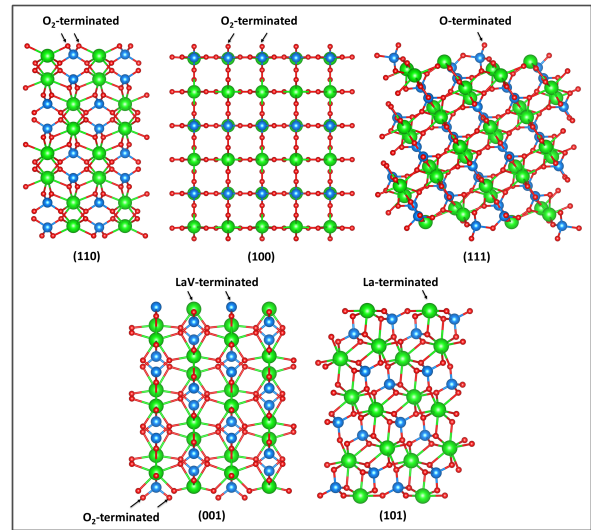 O₂-terminated
O₂-terminated
O-terminated
(110)
(100)
(111)
LaV-terminated
La-terminated
O₂-terminated
(001)
(101)